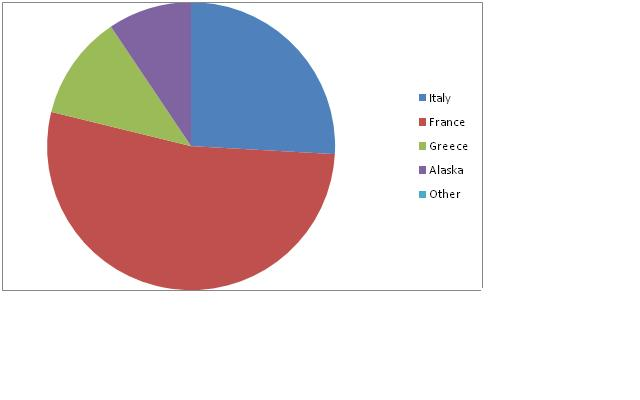 Italy
France
Greece
Alaska
Other